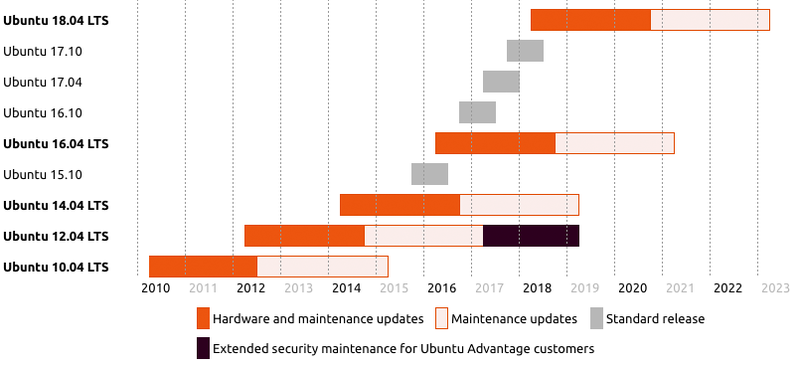 Ubuntu 18.04 LTS
Ubuntu 17.10
Ubuntu 17.04
Ubuntu 16.10
Ubuntu 16.04 LTS
Ubuntu 15.10
Ubuntu 14.04 LTS
Ubuntu 12.04 LTS
Ubuntu 10.04 LTS
2010 2011 2012 2013 2014 2015 2016 2017 2018 2019 2020 2021 2022 2023
Hardware and maintenance updates Maintenance updates Standard release
Extended security maintenance for Ubuntu Advantage customers